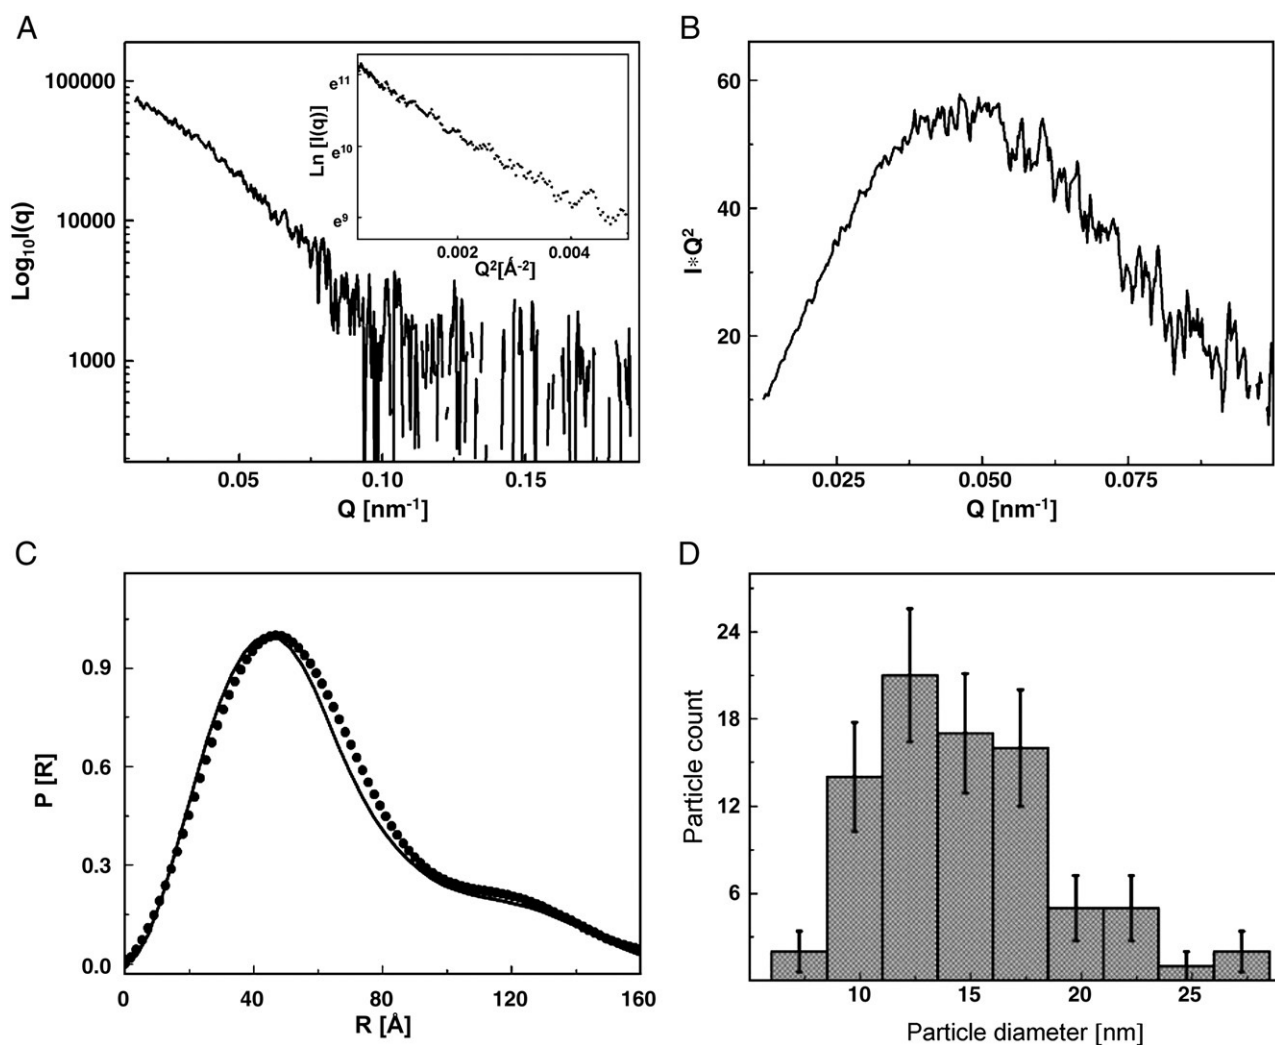 A
100000
10000
1000
Log₁₀I(q)
0.05
0.10
0.15
Q [nm⁻¹]
e¹¹
e¹⁰
e⁹
Ln [I(q)]
0.002
0.004
Q²[Ǻ⁻²]
B
60
40
20
I*Q²
0.025
0.050
0.075
Q [nm⁻¹]
C
0.9
0.6
0.3
0.0
P [R]
0
40
80
120
160
R [Å]
D
24
18
12
6
Particle count
10
15
20
25
Particle diameter [nm]